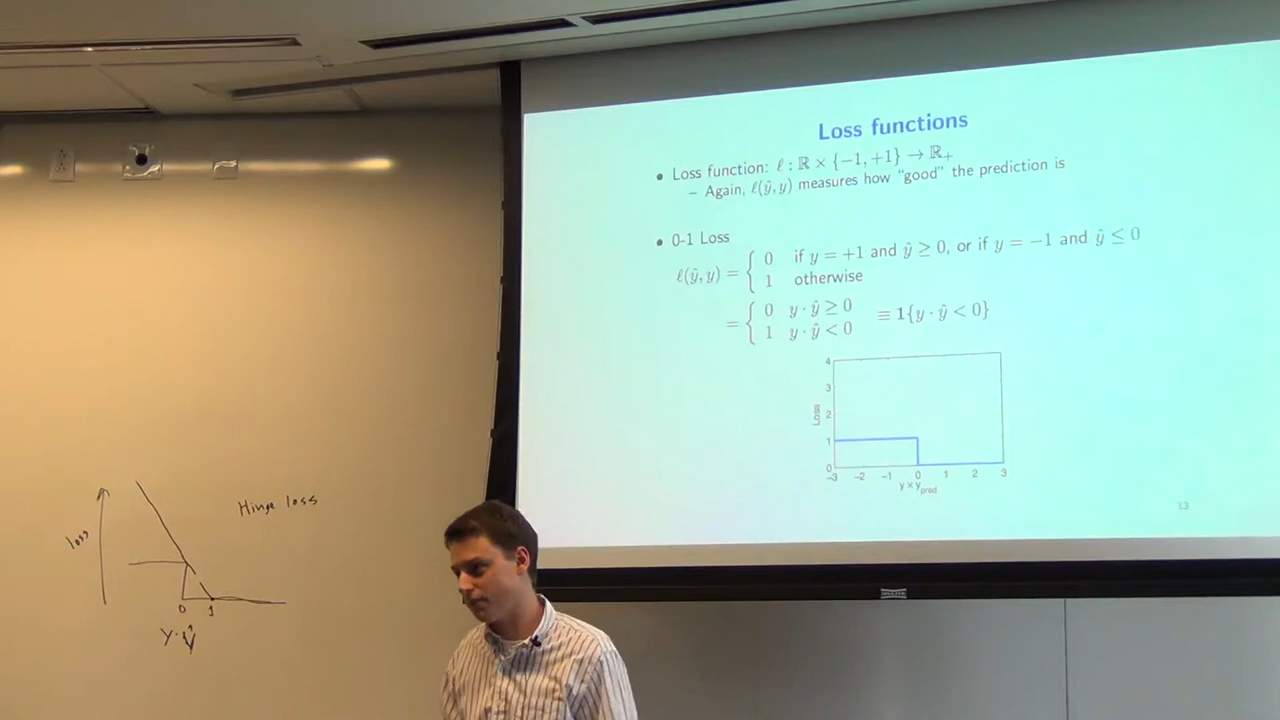 Loss functions
• Loss function: ℓ : ℝ × {−1, +1} → ℝ₊
– Again, ℓ(ŷ, y) measures how "good" the prediction is
• 0-1 Loss
ℓ(ŷ, y) = { 0 if y = +1 and ŷ ≥ 0, or if y = −1 and ŷ ≤ 0
1 otherwise
= { 0 y · ŷ ≥ 0
1 y · ŷ < 0
≡ 1{y · ŷ < 0}
4
3
2
1
0
Loss
−3 −2 −1 0 1 2 3
y × y_pred
13
Hinge loss
loss
0 1
y · ŷ